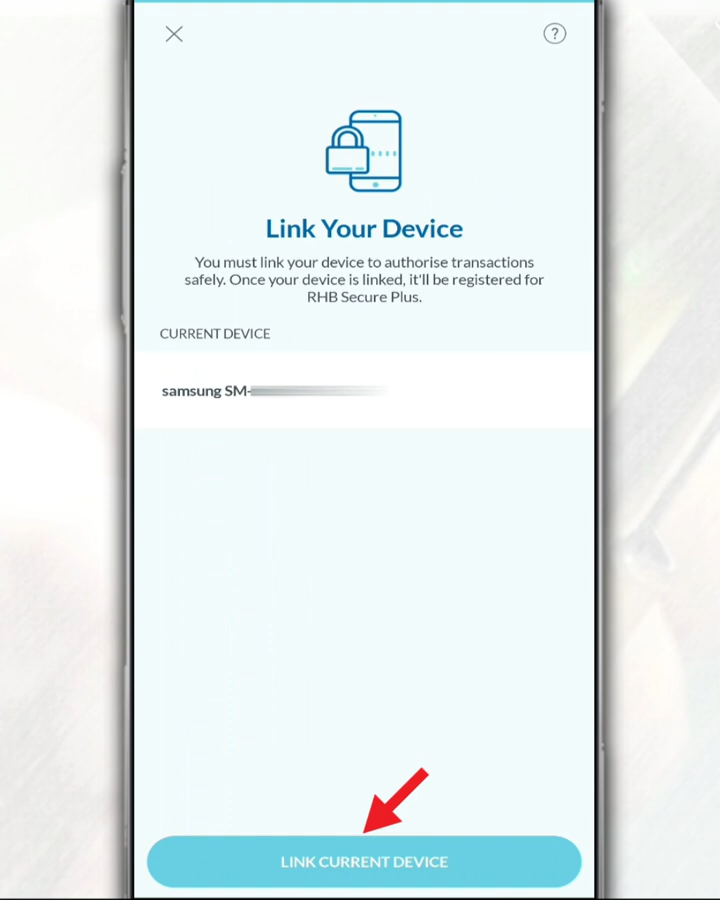 ?
Link Your Device
You must link your device to authorise transactions
safely. Once your device is linked, it'll be registered for
RHB Secure Plus.
CURRENT DEVICE
samsung SM-
LINK CURRENT DEVICE